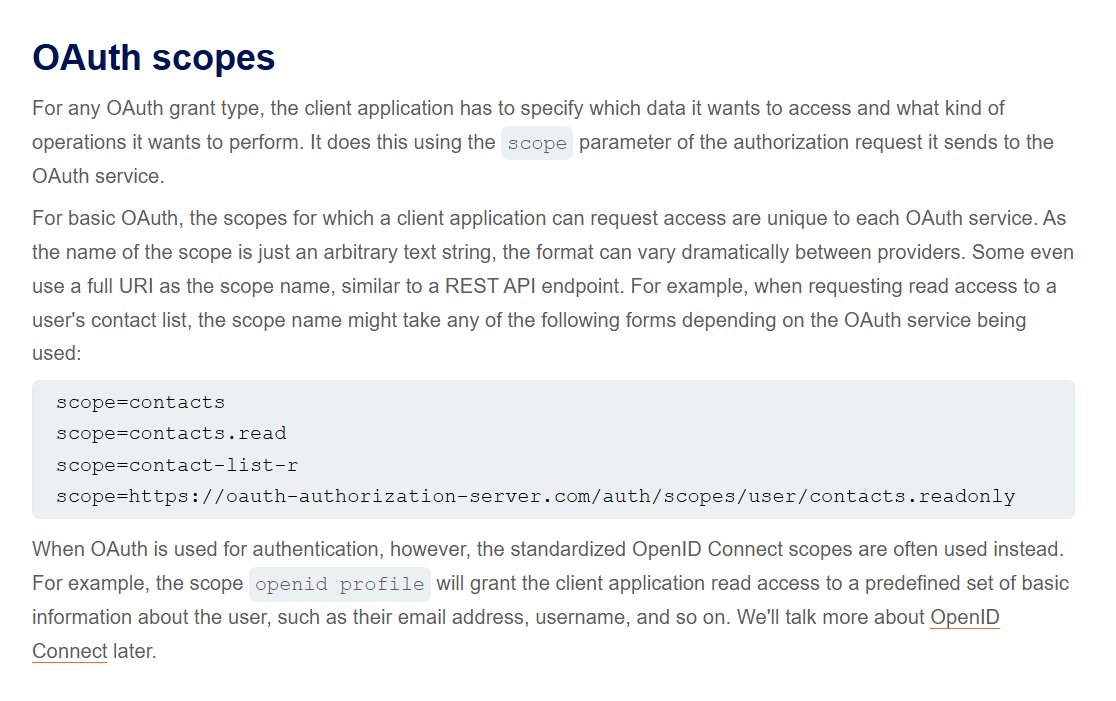 OAuth scopes
For any OAuth grant type, the client application has to specify which data it wants to access and what kind of
operations it wants to perform. It does this using the scope parameter of the authorization request it sends to the
OAuth service.
For basic OAuth, the scopes for which a client application can request access are unique to each OAuth service. As
the name of the scope is just an arbitrary text string, the format can vary dramatically between providers. Some even
use a full URI as the scope name, similar to a REST API endpoint. For example, when requesting read access to a
user's contact list, the scope name might take any of the following forms depending on the OAuth service being
used:
scope=contacts
scope=contacts.read
scope=contact-list-r
scope=https://oauth-authorization-server.com/auth/scopes/user/contacts.readonly
When OAuth is used for authentication, however, the standardized OpenID Connect scopes are often used instead.
For example, the scope openid profile will grant the client application read access to a predefined set of basic
information about the user, such as their email address, username, and so on. We'll talk more about OpenID
Connect later.